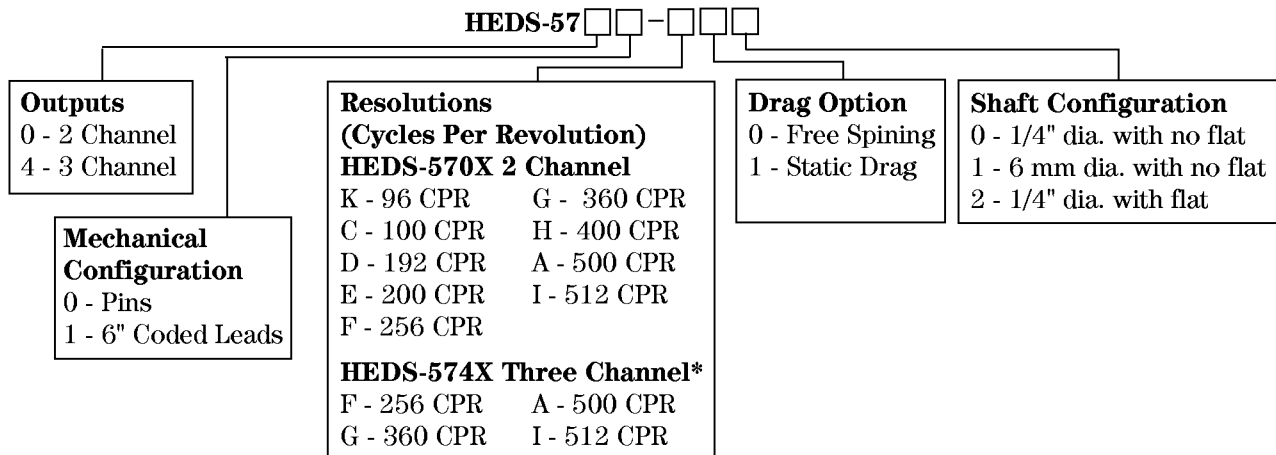 HEDS-57□□-□□□
Outputs
0 - 2 Channel
4 - 3 Channel
Mechanical
Configuration
0 - Pins
1 - 6" Coded Leads
Resolutions
(Cycles Per Revolution)
HEDS-570X 2 Channel
K - 96 CPR G - 360 CPR
C - 100 CPR H - 400 CPR
D - 192 CPR A - 500 CPR
E - 200 CPR I - 512 CPR
F - 256 CPR
HEDS-574X Three Channel*
F - 256 CPR A - 500 CPR
G - 360 CPR I - 512 CPR
Drag Option
0 - Free Spining
1 - Static Drag
Shaft Configuration
0 - 1/4" dia. with no flat
1 - 6 mm dia. with no flat
2 - 1/4" dia. with flat